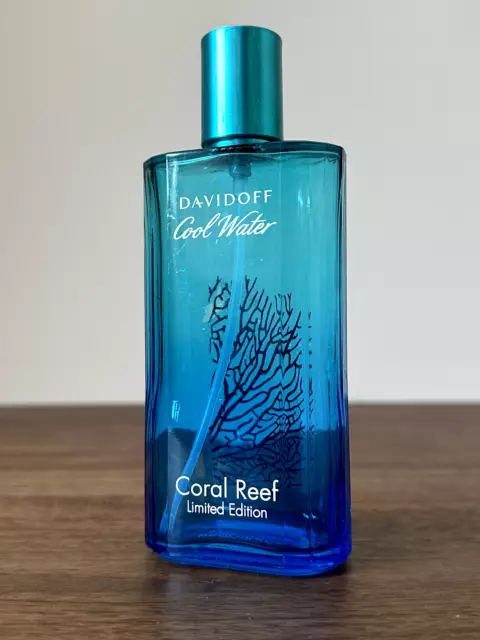 DAVIDOFF
Cool Water
Coral Reef
Limited Edition